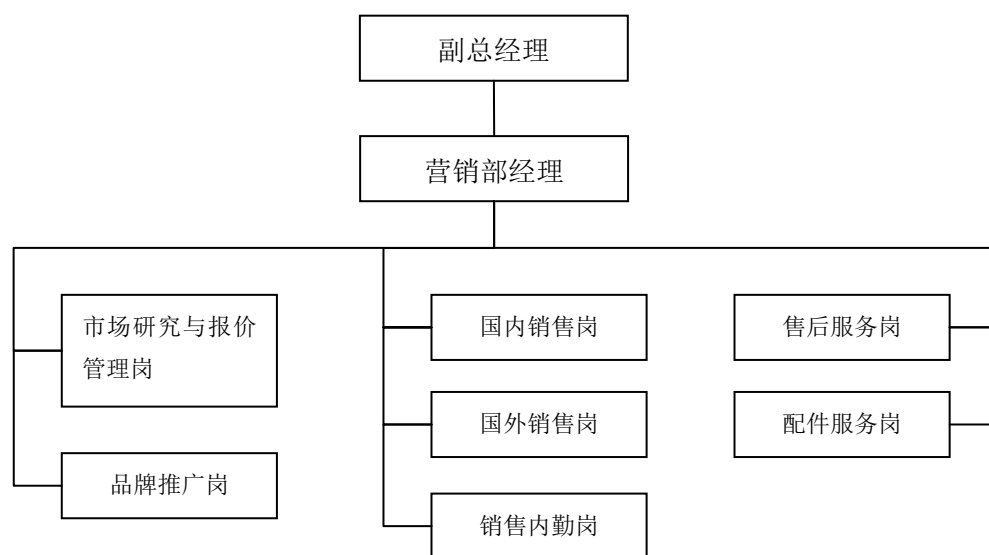 副总经理
营销部经理
市场研究与报价
管理岗
品牌推广岗
国内销售岗
国外销售岗
销售内勤岗
售后服务岗
配件服务岗